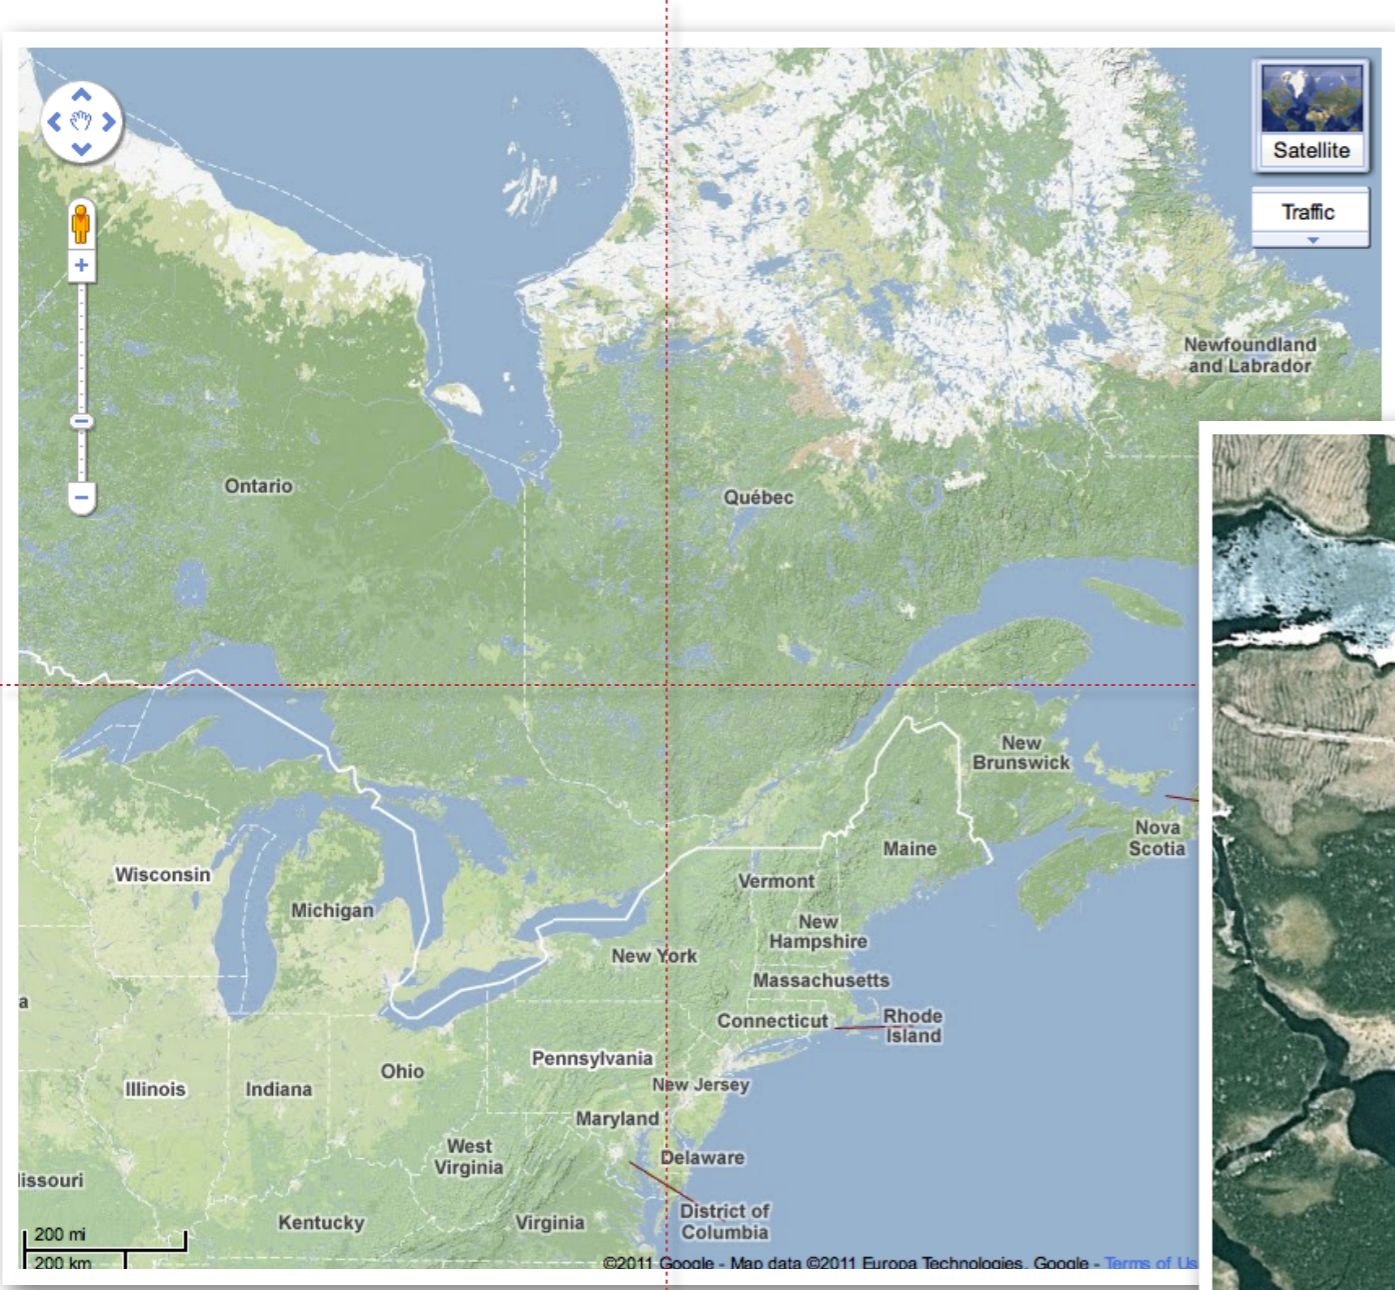 Satellite
Traffic
Newfoundland
and Labrador
Ontario
Québec
New
Brunswick
Nova
Scotia
Maine
Wisconsin
Vermont
Michigan
New
Hampshire
New York
Massachusetts
Connecticut
Rhode
Island
a
Pennsylvania
Ohio
New Jersey
Illinois
Indiana
Maryland
West
Virginia
Delaware
lissouri
District of
Columbia
Kentucky
Virginia
200 mi
200 km
©2011 Google - Map data ©2011 Europa Technologies, Google - Terms of Us